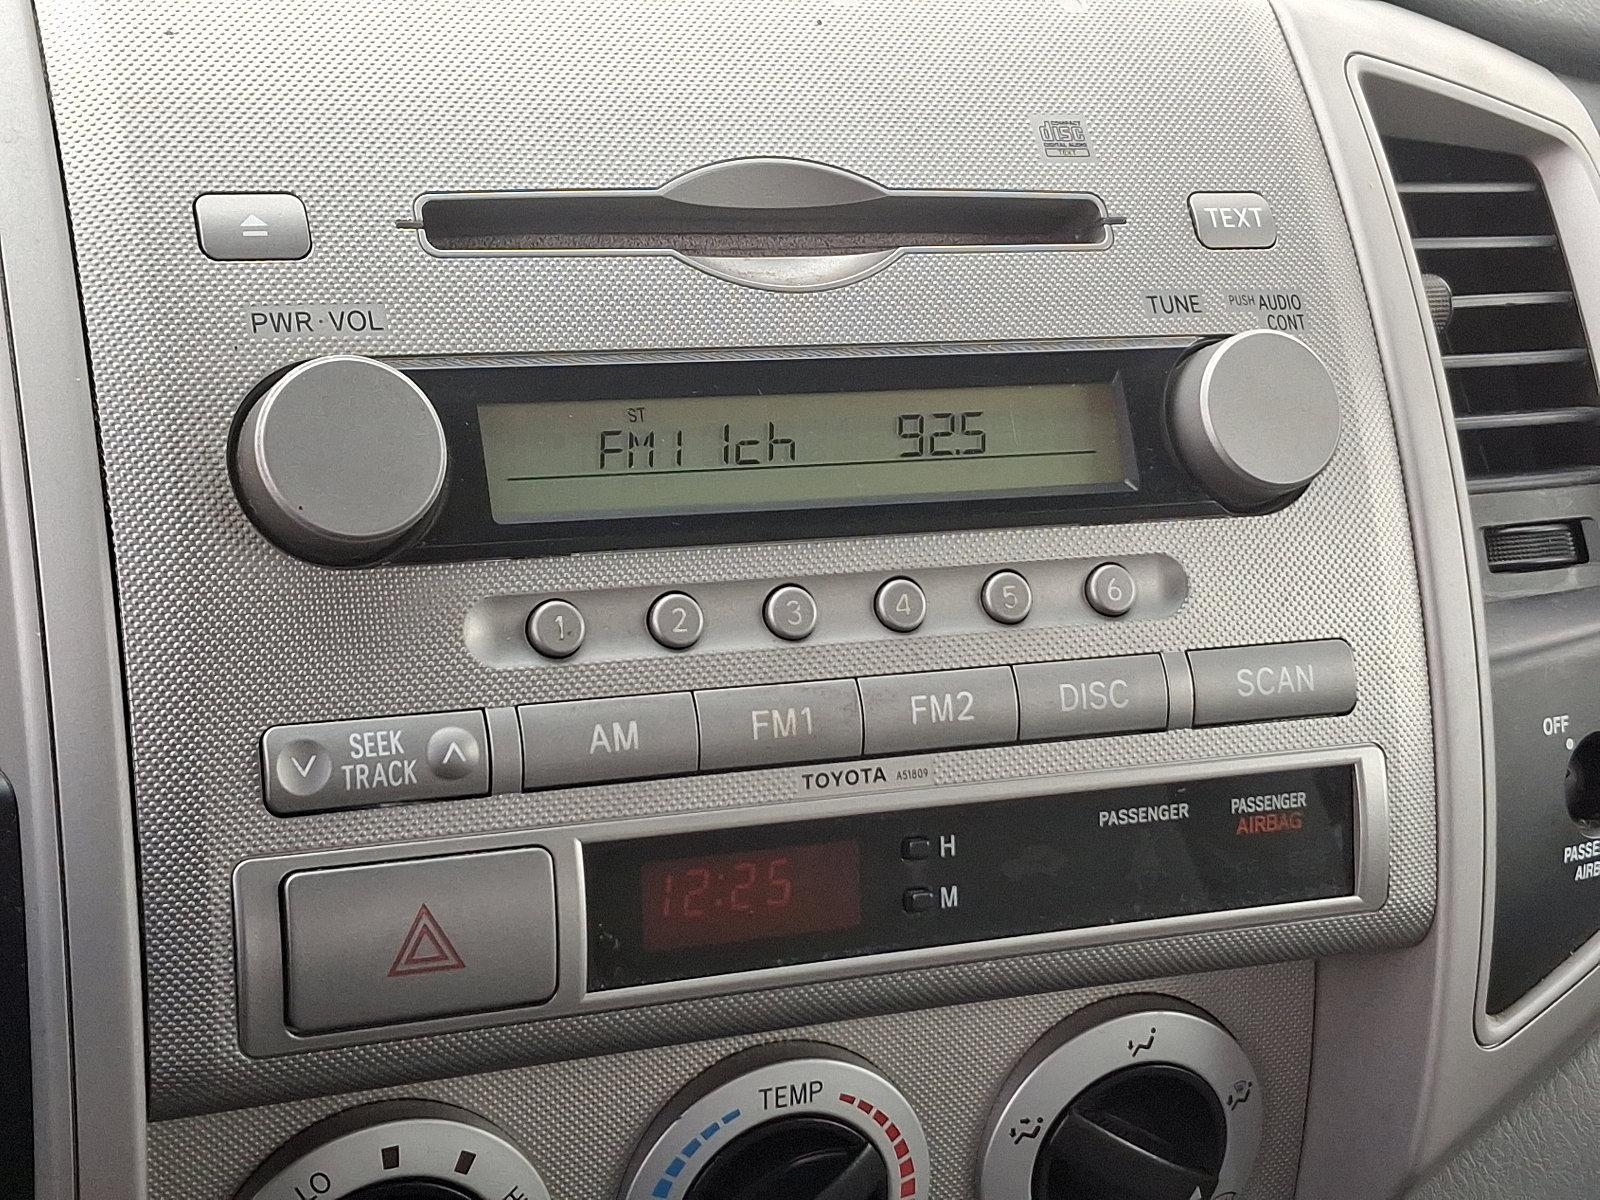 COMPACT
disc
DIGITAL AUDIO
TEXT
TEXT
PWR·VOL
TUNE
PUSH AUDIO
CONT
ST
FM1 1ch 92.5
1 2 3 4 5 6
SEEK
TRACK
AM
FM1
FM2
DISC
SCAN
TOYOTA A51809
12:25
H
M
PASSENGER
PASSENGER
AIRBAG
OFF
TEMP
LO